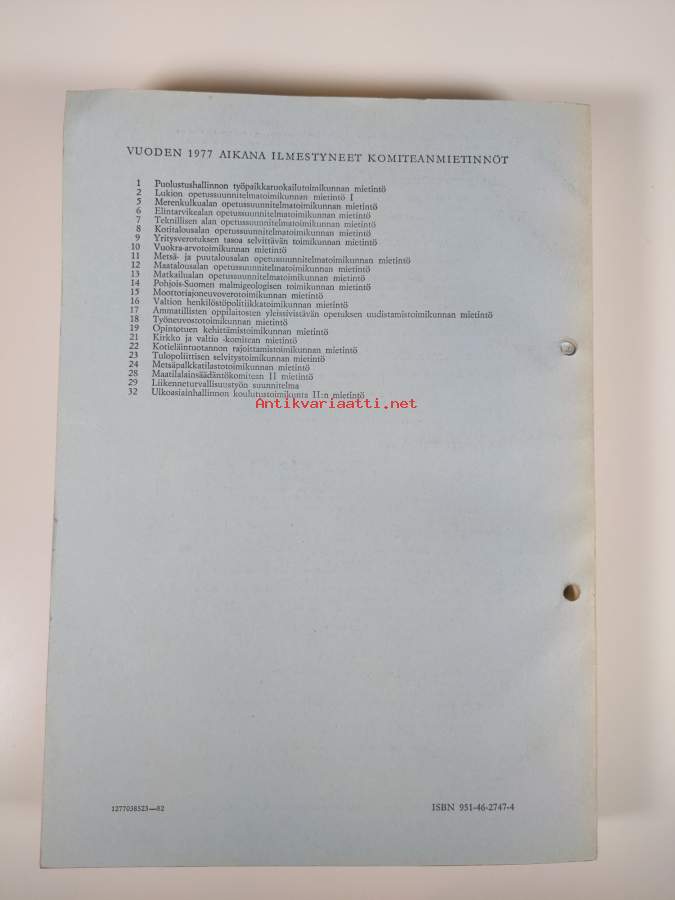 VUODEN 1977 AIKANA ILMESTYNEET KOMITEANMIETINNÖT
1 Puolustushallinnon työpaikkaruokailutoimikunnan mietintö
2 Lukion opetussuunnitelmatoimikunnan mietintö I
5 Merenkulkualan opetussuunnitelmatoimikunnan mietintö
6 Elintarvikealan opetussuunnitelmatoimikunnan mietintö
7 Teknillisen alan opetussuunnitelmatoimikunnan mietintö
8 Kotitalousalan opetussuunnitelmatoimikunnan mietintö
9 Yritysverotuksen tasoa selvittävän toimikunnan mietintö
10 Vuokra-arvotoimikunnan mietintö
11 Metsä- ja puutalousalan opetussuunnitelmatoimikunnan mietintö
12 Maatalousalan opetussuunnitelmatoimikunnan mietintö
13 Matkailualan opetussuunnitelmatoimikunnan mietintö
14 Pohjois-Suomen malmigeologisen toimikunnan mietintö
15 Moottoriajoneuvoverotoimikunnan mietintö
16 Valtion henkilöstöpolitiikkatoimikunnan mietintö
17 Ammatillisten oppilaitosten yleissivistävän opetuksen uudistamistoimikunnan mietintö
18 Työneuvostotoimikunnan mietintö
19 Opintotuen kehittämistoimikunnan mietintö
21 Kirkko ja valtio -komitean mietintö
22 Kotieläintuotannon rajoittamistoimikunnan mietintö
23 Tulopoliittisen selvitystoimikunnan mietintö
24 Metsäpalkkatilastotoimikunnan mietintö
28 Maatilalainsäädäntökomitean II mietintö
29 Liikenneturvallisuustyön suunnitelma
32 Ulkoasiainhallinnon koulutustoimikunta II:n mietintö
Antikvariaatti.net
1277038523—82
ISBN 951-46-2747-4